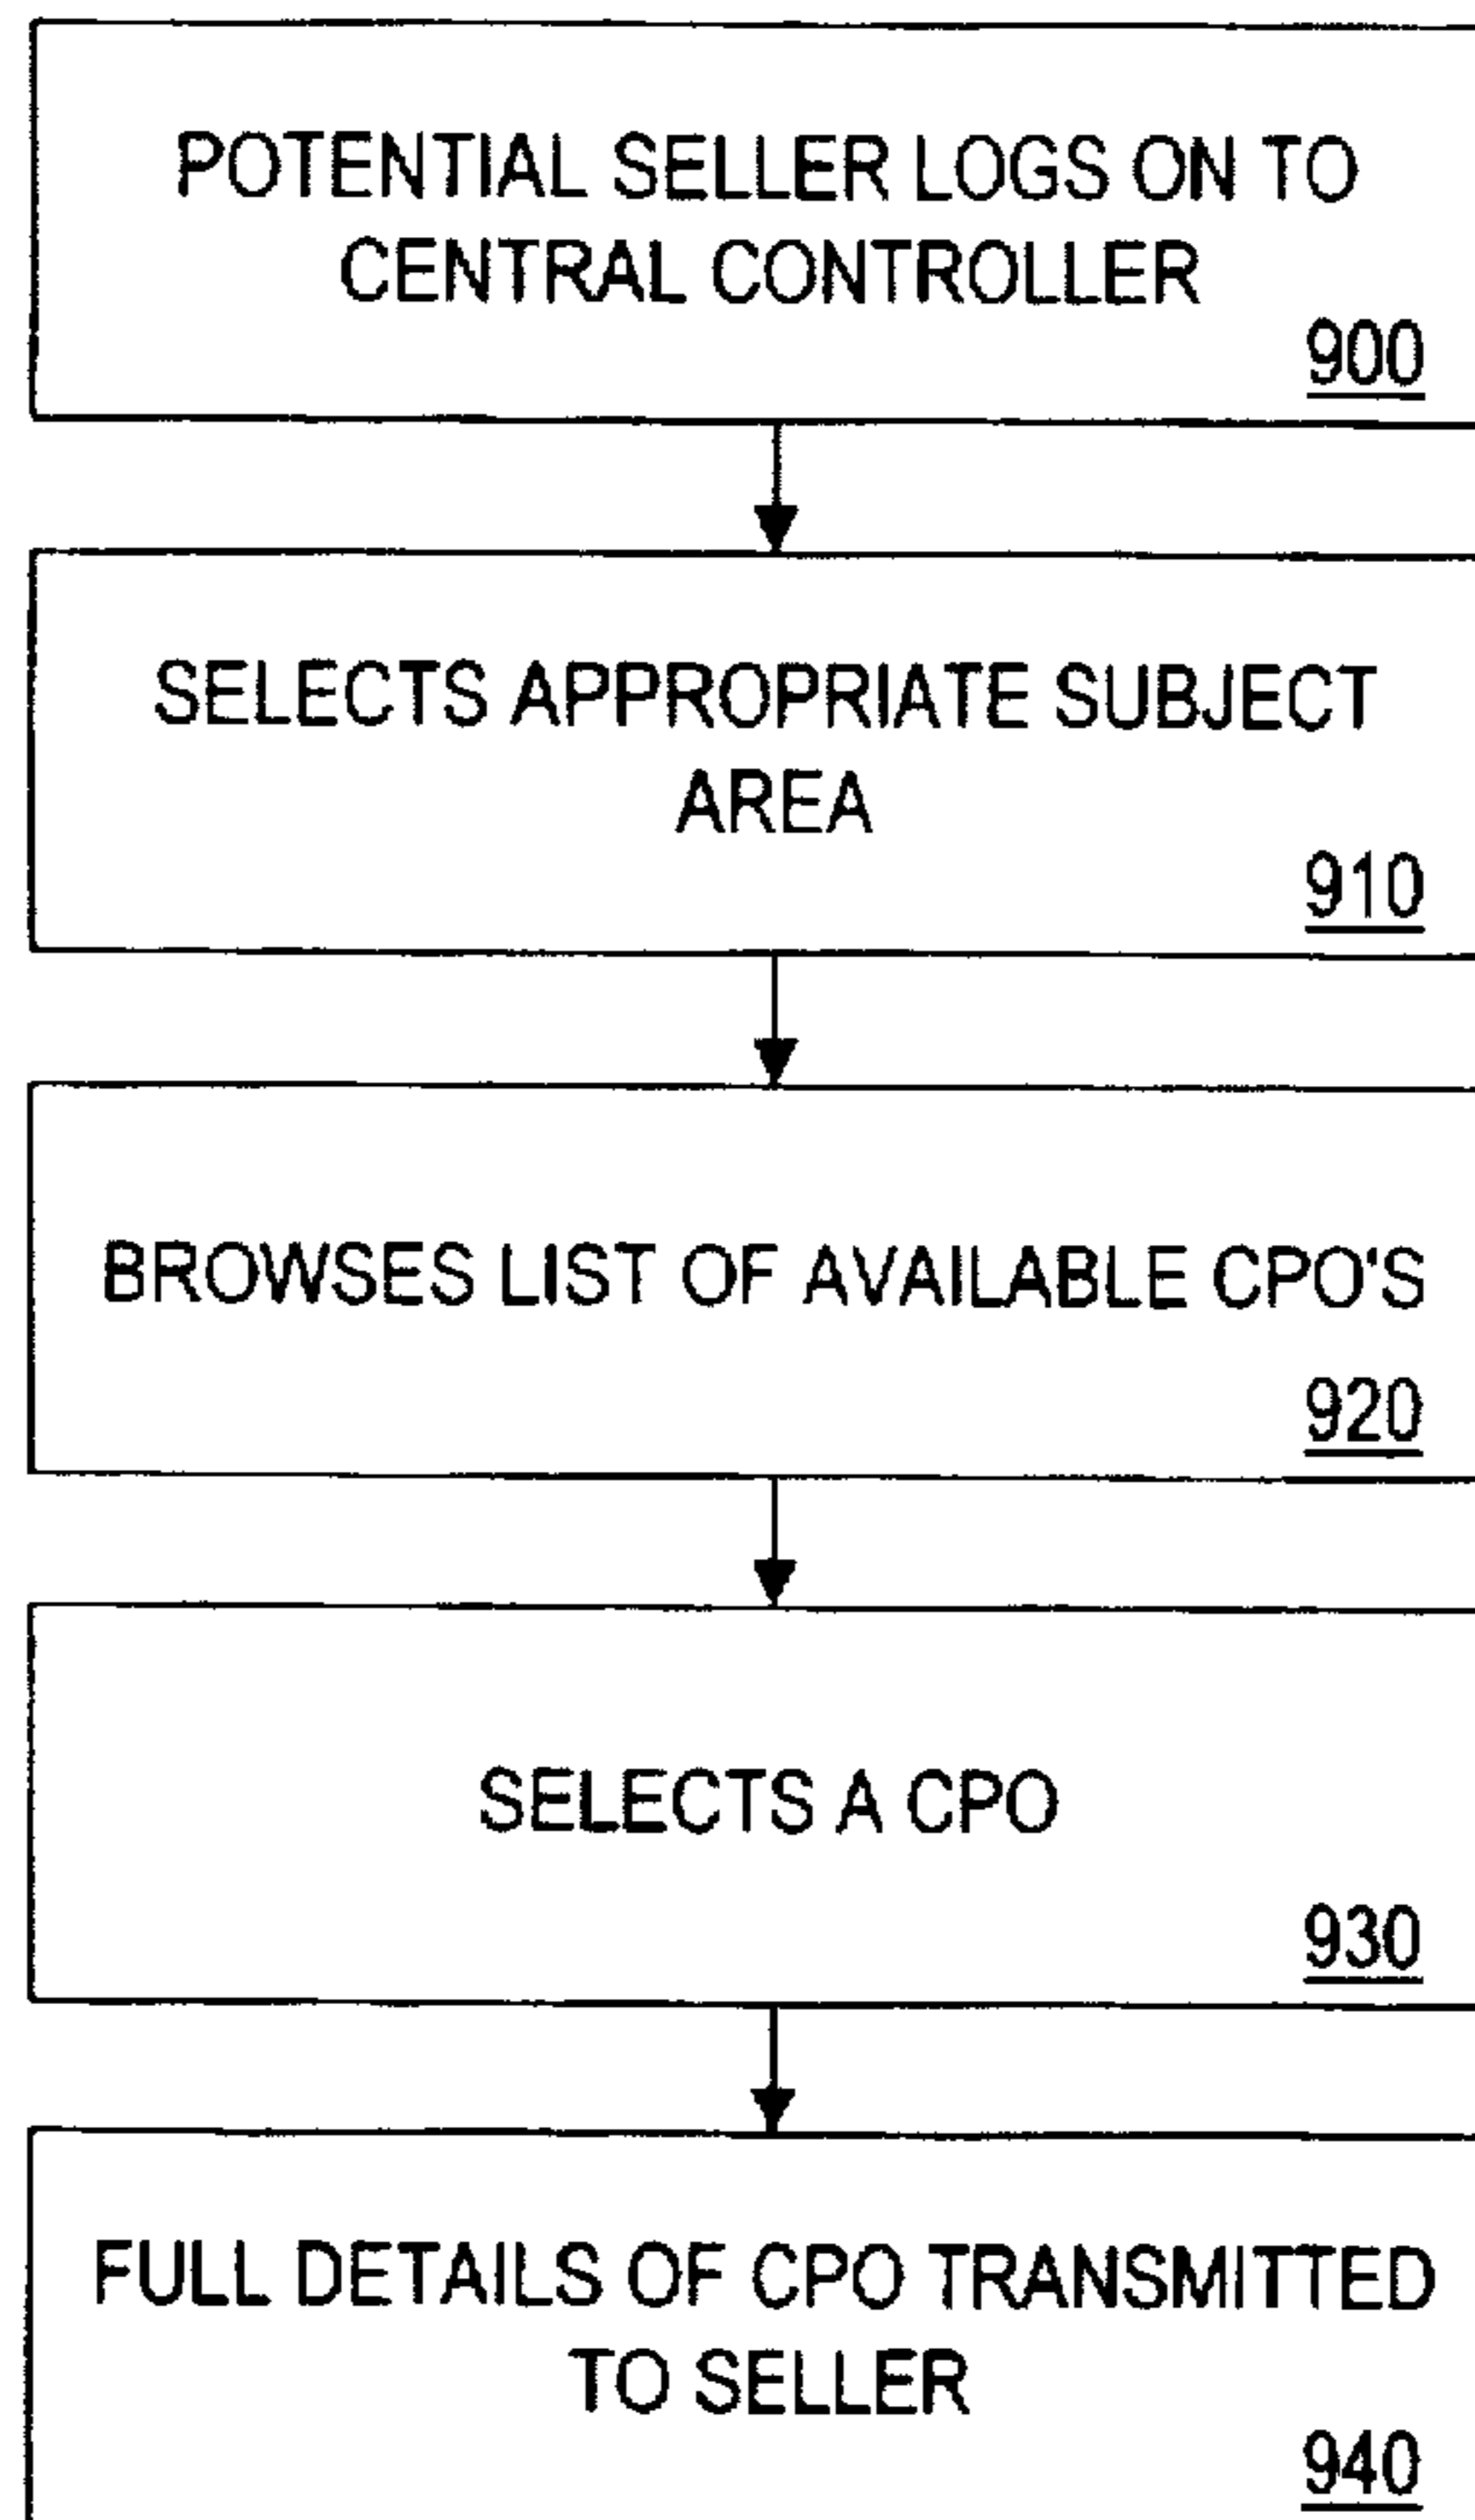 POTENTIAL SELLER LOGS ON TO
CENTRAL CONTROLLER
900
SELECTS APPROPRIATE SUBJECT
AREA
910
BROWSES LIST OF AVAILABLE CPO'S
920
SELECTS A CPO
930
FULL DETAILS OF CPO TRANSMITTED
TO SELLER
940